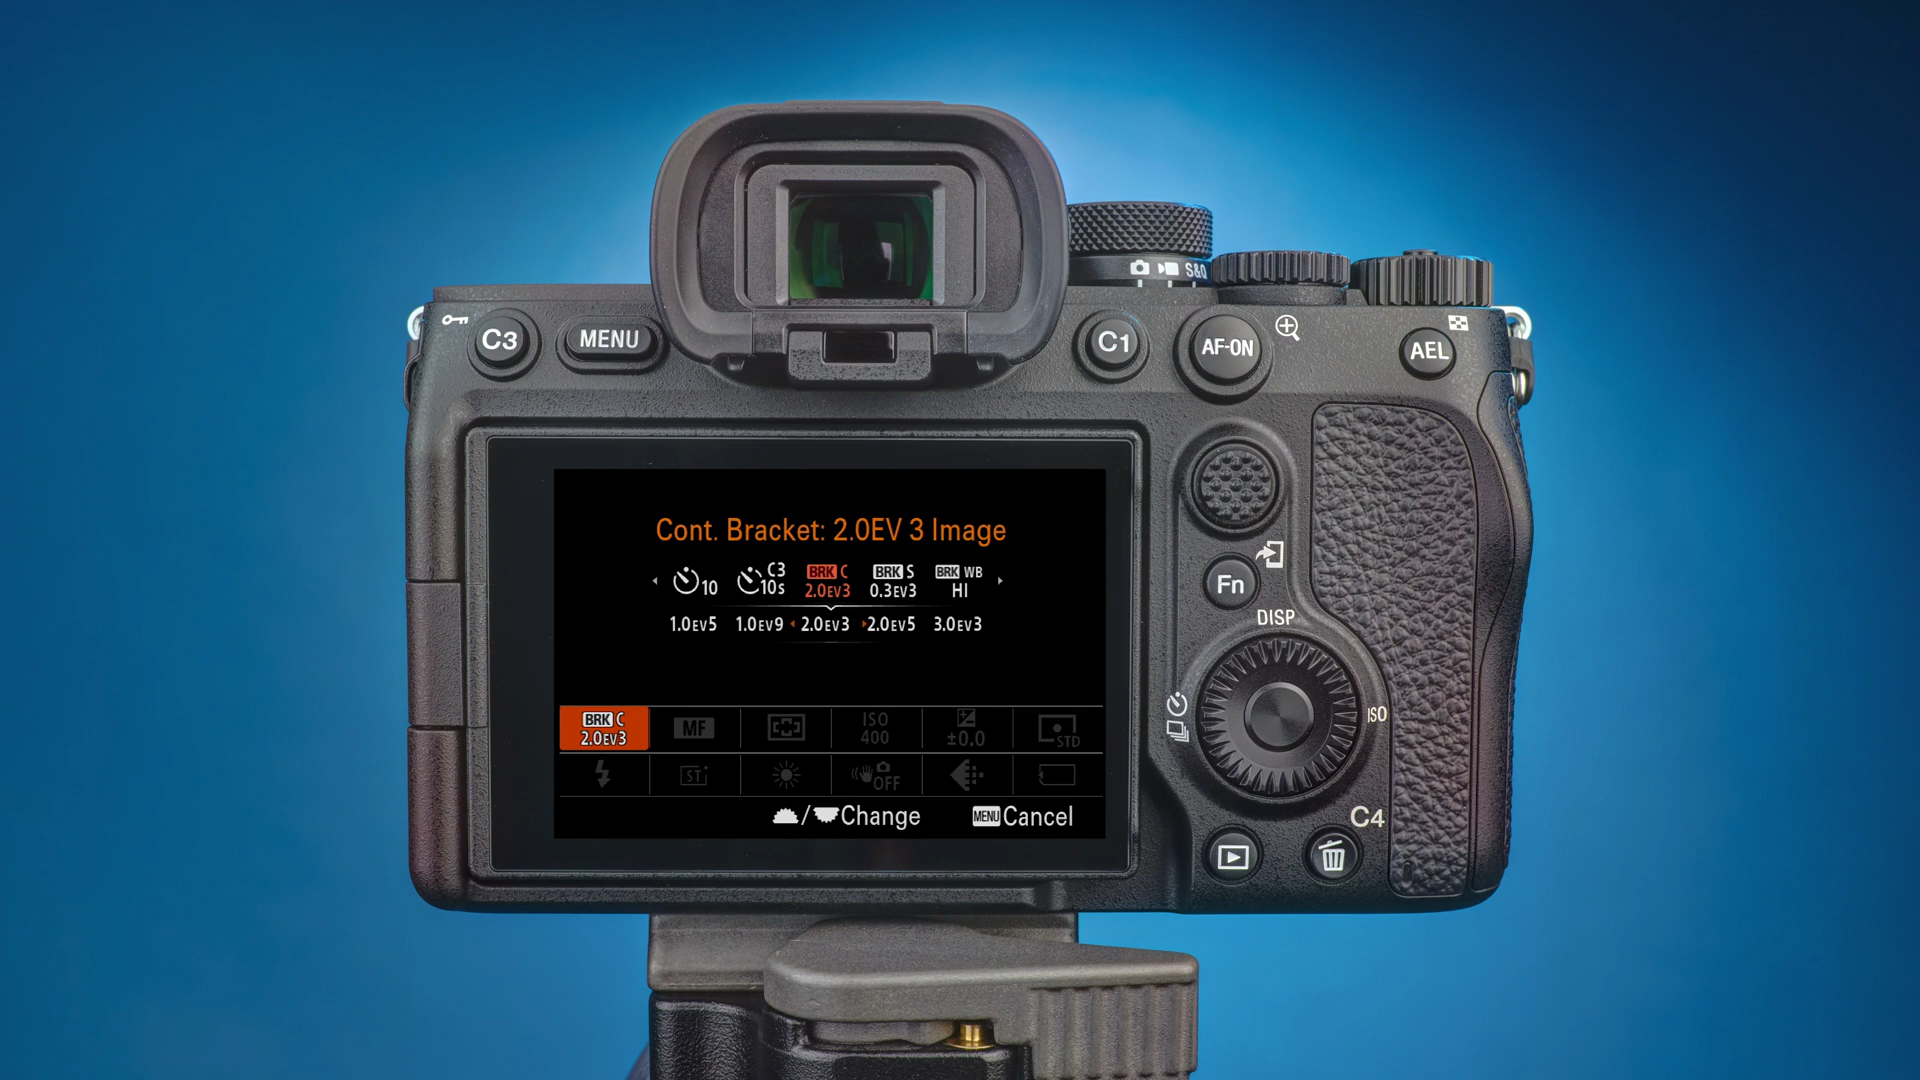 S&Q
C3
MENU
C1
AF-ON
AEL
Cont. Bracket: 2.0EV 3 Image
10 C3 10s BRK C 2.0EV3 BRK S 0.3EV3 BRK WB HI
1.0EV5 1.0EV9 2.0EV3 2.0EV5 3.0EV3
Fn
DISP
ISO
BRK C 2.0EV3 MF ISO 400 ±0.0 STD
ST OFF
Change MENU Cancel
C4